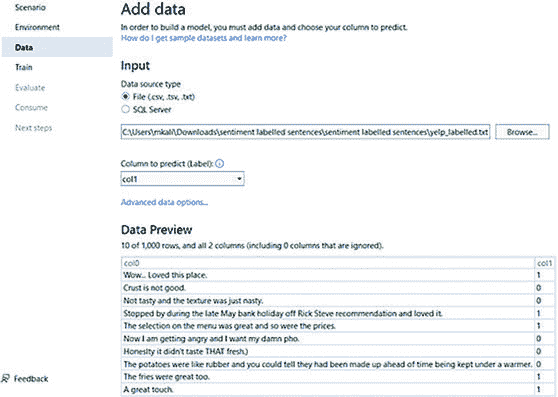 Scenario
Environment
Data
Train
Evaluate
Consume
Next steps
Feedback
Add data
In order to build a model, you must add data and choose your column to predict.
How do I get sample datasets and learn more?
Input
Data source type
File (.csv, .tsv, .txt)
SQL Server
C:\Users\mkali\Downloads\sentiment labelled sentences\sentiment labelled sentences\yelp_labelled.txt Browse...
Column to predict (Label):
col1
Advanced data options...
Data Preview
10 of 1,000 rows, and all 2 columns (including 0 columns that are ignored).
col0 col1
Wow... Loved this place. 1
Crust is not good. 0
Not tasty and the texture was just nasty. 0
Stopped by during the late May bank holiday off Rick Steve recommendation and loved it. 1
The selection on the menu was great and so were the prices. 1
Now I am getting angry and I want my damn pho. 0
Honeslty it didn't taste THAT fresh.) 0
The potatoes were like rubber and you could tell they had been made up ahead of time being kept under a warmer. 0
The fries were great too. 1
A great touch. 1